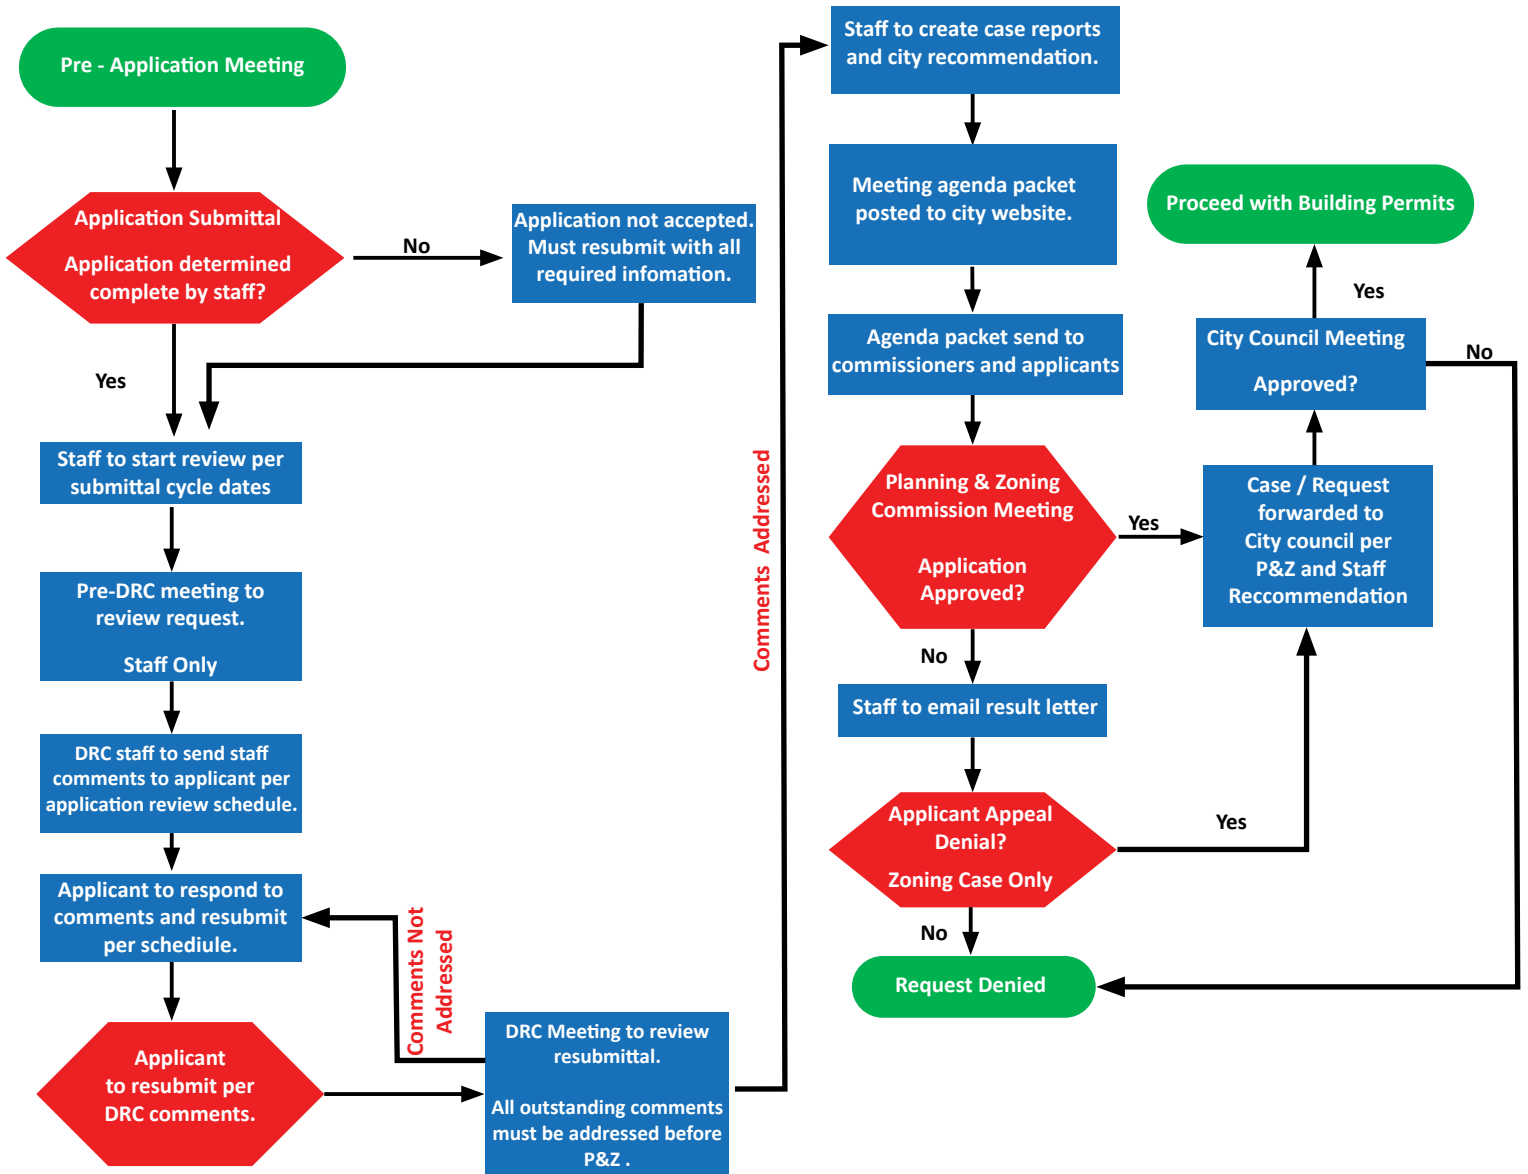 Pre - Application Meeting
Application Submittal
Application determined
complete by staff?
No
Application not accepted.
Must resubmit with all
required infomation.
Yes
Staff to start review per
submittal cycle dates
Pre-DRC meeting to
review request.
Staff Only
DRC staff to send staff
comments to applicant per
application review schedule.
Applicant to respond to
comments and resubmit
per schediule.
Applicant
to resubmit per
DRC comments.
Comments Not
Addressed
DRC Meeting to review
resubmittal.
All outstanding comments
must be addressed before
P&Z .
Comments Addressed
Staff to create case reports
and city recommendation.
Meeting agenda packet
posted to city website.
Agenda packet send to
commissioners and applicants
Planning & Zoning
Commission Meeting
Application
Approved?
Yes
No
Staff to email result letter
Applicant Appeal
Denial?
Zoning Case Only
Yes
No
Request Denied
Case / Request
forwarded to
City council per
P&Z and Staff
Reccommendation
City Council Meeting
Approved?
Yes
No
Proceed with Building Permits